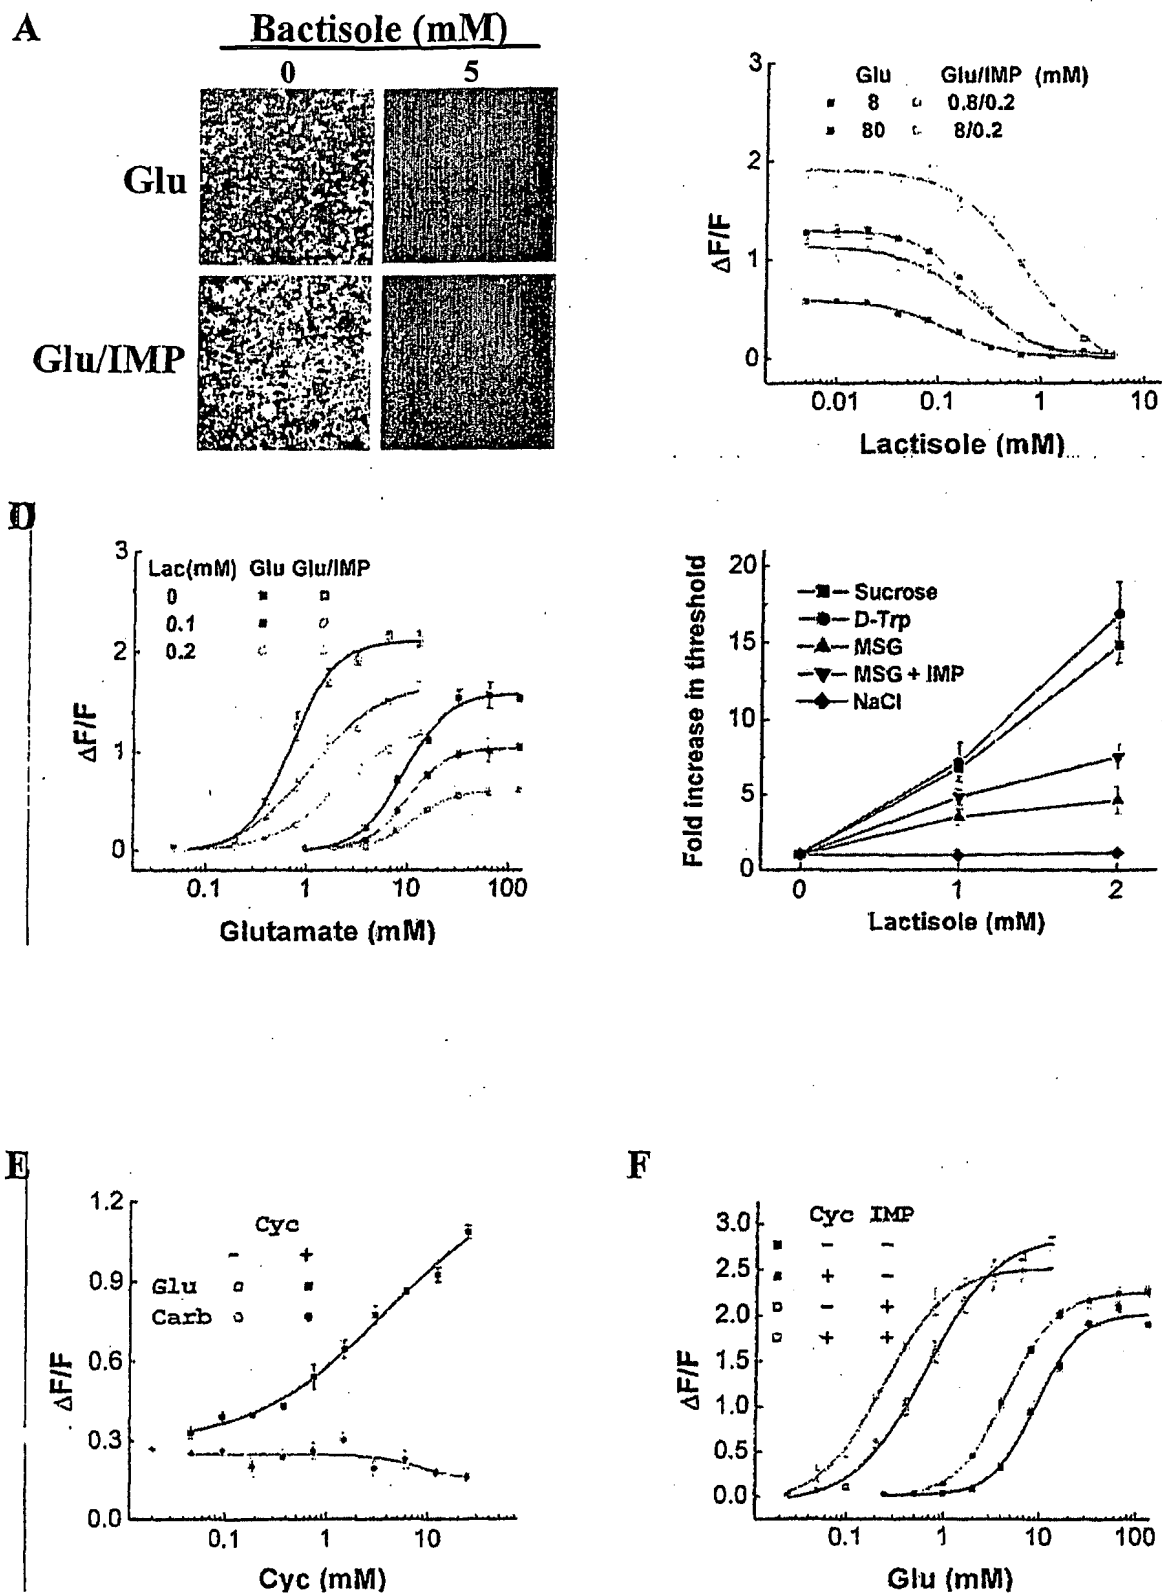 A
Bactisole (mM)
0 5
Glu
Glu/IMP
Glu Glu/IMP (mM)
8 0.8/0.2
80 8/0.2
3
2
1
0
ΔF/F
0.01 0.1 1 10
Lactisole (mM)
D
Lac(mM) Glu Glu/IMP
0
0.1
0.2
3
2
1
0
ΔF/F
0.1 1 10 100
Glutamate (mM)
Fold increase in threshold
20
15
10
5
0
Sucrose
D-Trp
MSG
MSG + IMP
NaCl
0 1 2
Lactisole (mM)
E
1.2
0.9
0.6
0.3
0.0
ΔF/F
Cyc
- +
Glu
Carb
0.1 1 10
Cyc (mM)
F
3.0
2.5
2.0
1.5
1.0
0.5
0.0
ΔF/F
Cyc IMP
- -
+ -
- +
+ +
0.1 1 10 100
Glu (mM)